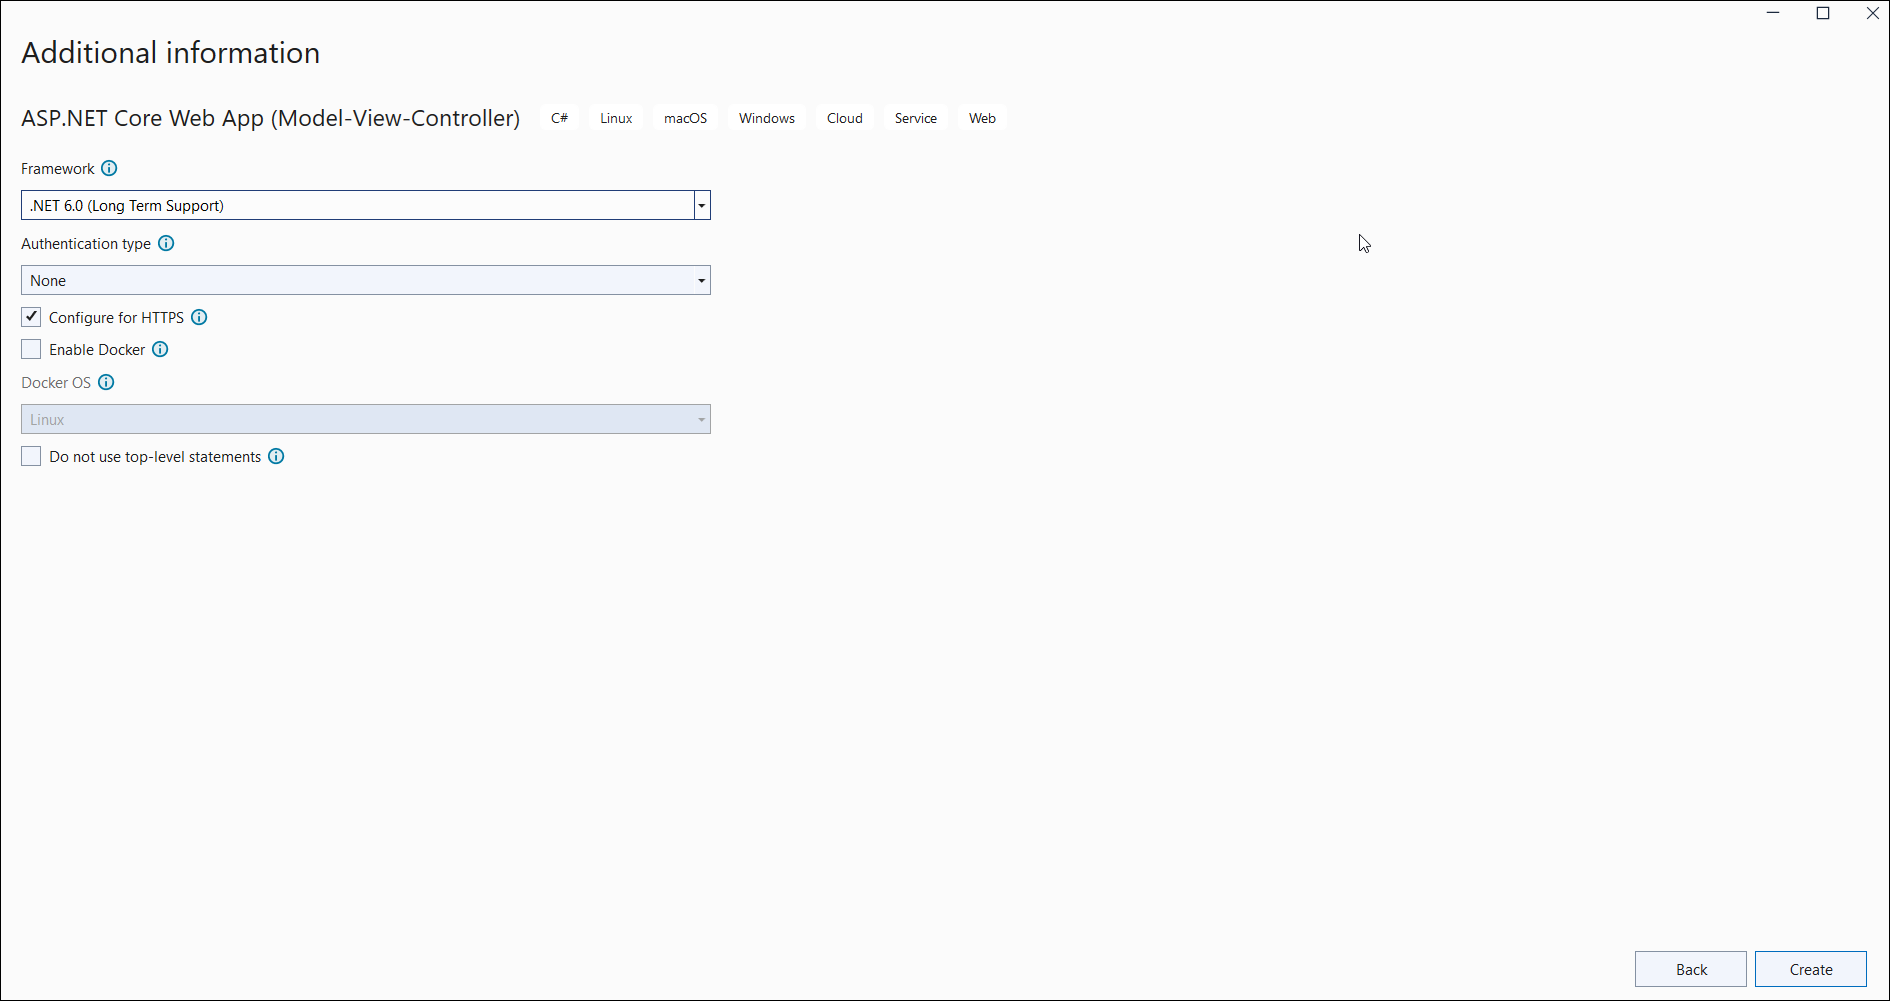 Additional information
ASP.NET Core Web App (Model-View-Controller) C# Linux macOS Windows Cloud Service Web
Framework
.NET 6.0 (Long Term Support)
Authentication type
None
Configure for HTTPS
Enable Docker
Docker OS
Linux
Do not use top-level statements
Back Create